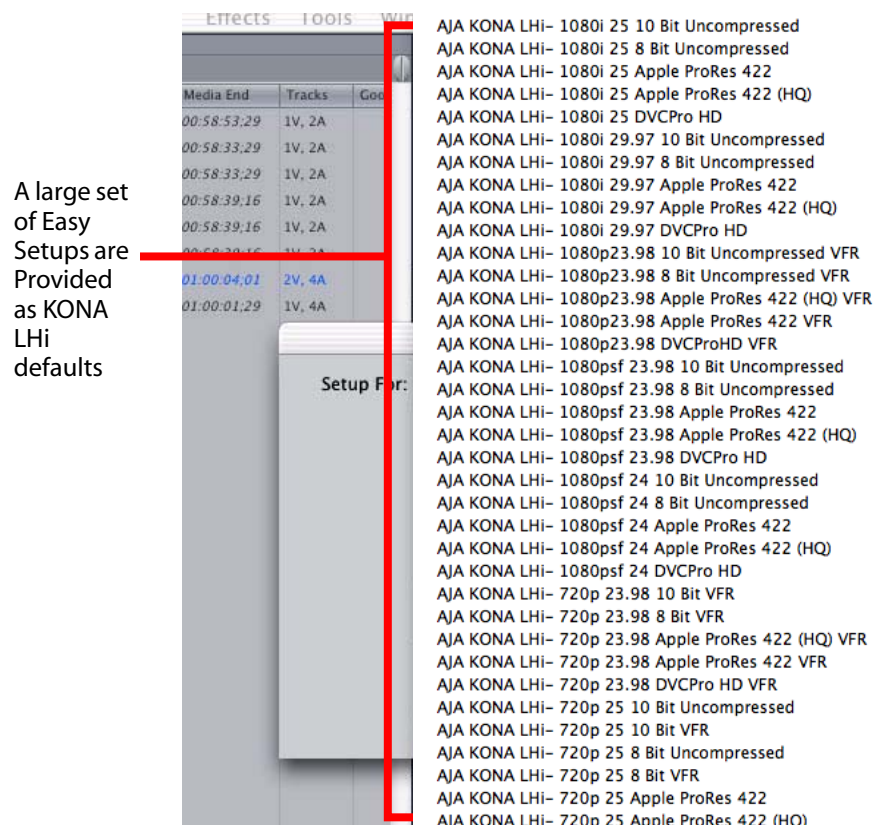 Effects Tools
Media End Tracks Goo
00:58:53;29 1V, 2A
00:58:33;29 1V, 2A
00:58:33;29 1V, 2A
00:58:39;16 1V, 2A
00:58:39;16 1V, 2A
01:00:04;01 2V, 4A
01:00:01;29 1V, 4A
A large set
of Easy
Setups are
Provided
as KONA
LHi
defaults
Setup For:
AJA KONA LHi– 1080i 25 10 Bit Uncompressed
AJA KONA LHi– 1080i 25 8 Bit Uncompressed
AJA KONA LHi– 1080i 25 Apple ProRes 422
AJA KONA LHi– 1080i 25 Apple ProRes 422 (HQ)
AJA KONA LHi– 1080i 25 DVCPro HD
AJA KONA LHi– 1080i 29.97 10 Bit Uncompressed
AJA KONA LHi– 1080i 29.97 8 Bit Uncompressed
AJA KONA LHi– 1080i 29.97 Apple ProRes 422
AJA KONA LHi– 1080i 29.97 Apple ProRes 422 (HQ)
AJA KONA LHi– 1080i 29.97 DVCPro HD
AJA KONA LHi– 1080p23.98 10 Bit Uncompressed VFR
AJA KONA LHi– 1080p23.98 8 Bit Uncompressed VFR
AJA KONA LHi– 1080p23.98 Apple ProRes 422 (HQ) VFR
AJA KONA LHi– 1080p23.98 Apple ProRes 422 VFR
AJA KONA LHi– 1080p23.98 DVCProHD VFR
AJA KONA LHi– 1080psf 23.98 10 Bit Uncompressed
AJA KONA LHi– 1080psf 23.98 8 Bit Uncompressed
AJA KONA LHi– 1080psf 23.98 Apple ProRes 422
AJA KONA LHi– 1080psf 23.98 Apple ProRes 422 (HQ)
AJA KONA LHi– 1080psf 23.98 DVCPro HD
AJA KONA LHi– 1080psf 24 10 Bit Uncompressed
AJA KONA LHi– 1080psf 24 8 Bit Uncompressed
AJA KONA LHi– 1080psf 24 Apple ProRes 422
AJA KONA LHi– 1080psf 24 Apple ProRes 422 (HQ)
AJA KONA LHi– 1080psf 24 DVCPro HD
AJA KONA LHi– 720p 23.98 10 Bit VFR
AJA KONA LHi– 720p 23.98 8 Bit VFR
AJA KONA LHi– 720p 23.98 Apple ProRes 422 (HQ) VFR
AJA KONA LHi– 720p 23.98 Apple ProRes 422 VFR
AJA KONA LHi– 720p 23.98 DVCPro HD VFR
AJA KONA LHi– 720p 25 10 Bit Uncompressed
AJA KONA LHi– 720p 25 10 Bit VFR
AJA KONA LHi– 720p 25 8 Bit Uncompressed
AJA KONA LHi– 720p 25 8 Bit VFR
AJA KONA LHi– 720p 25 Apple ProRes 422
AJA KONA LHi– 720p 25 Apple ProRes 422 (HQ)